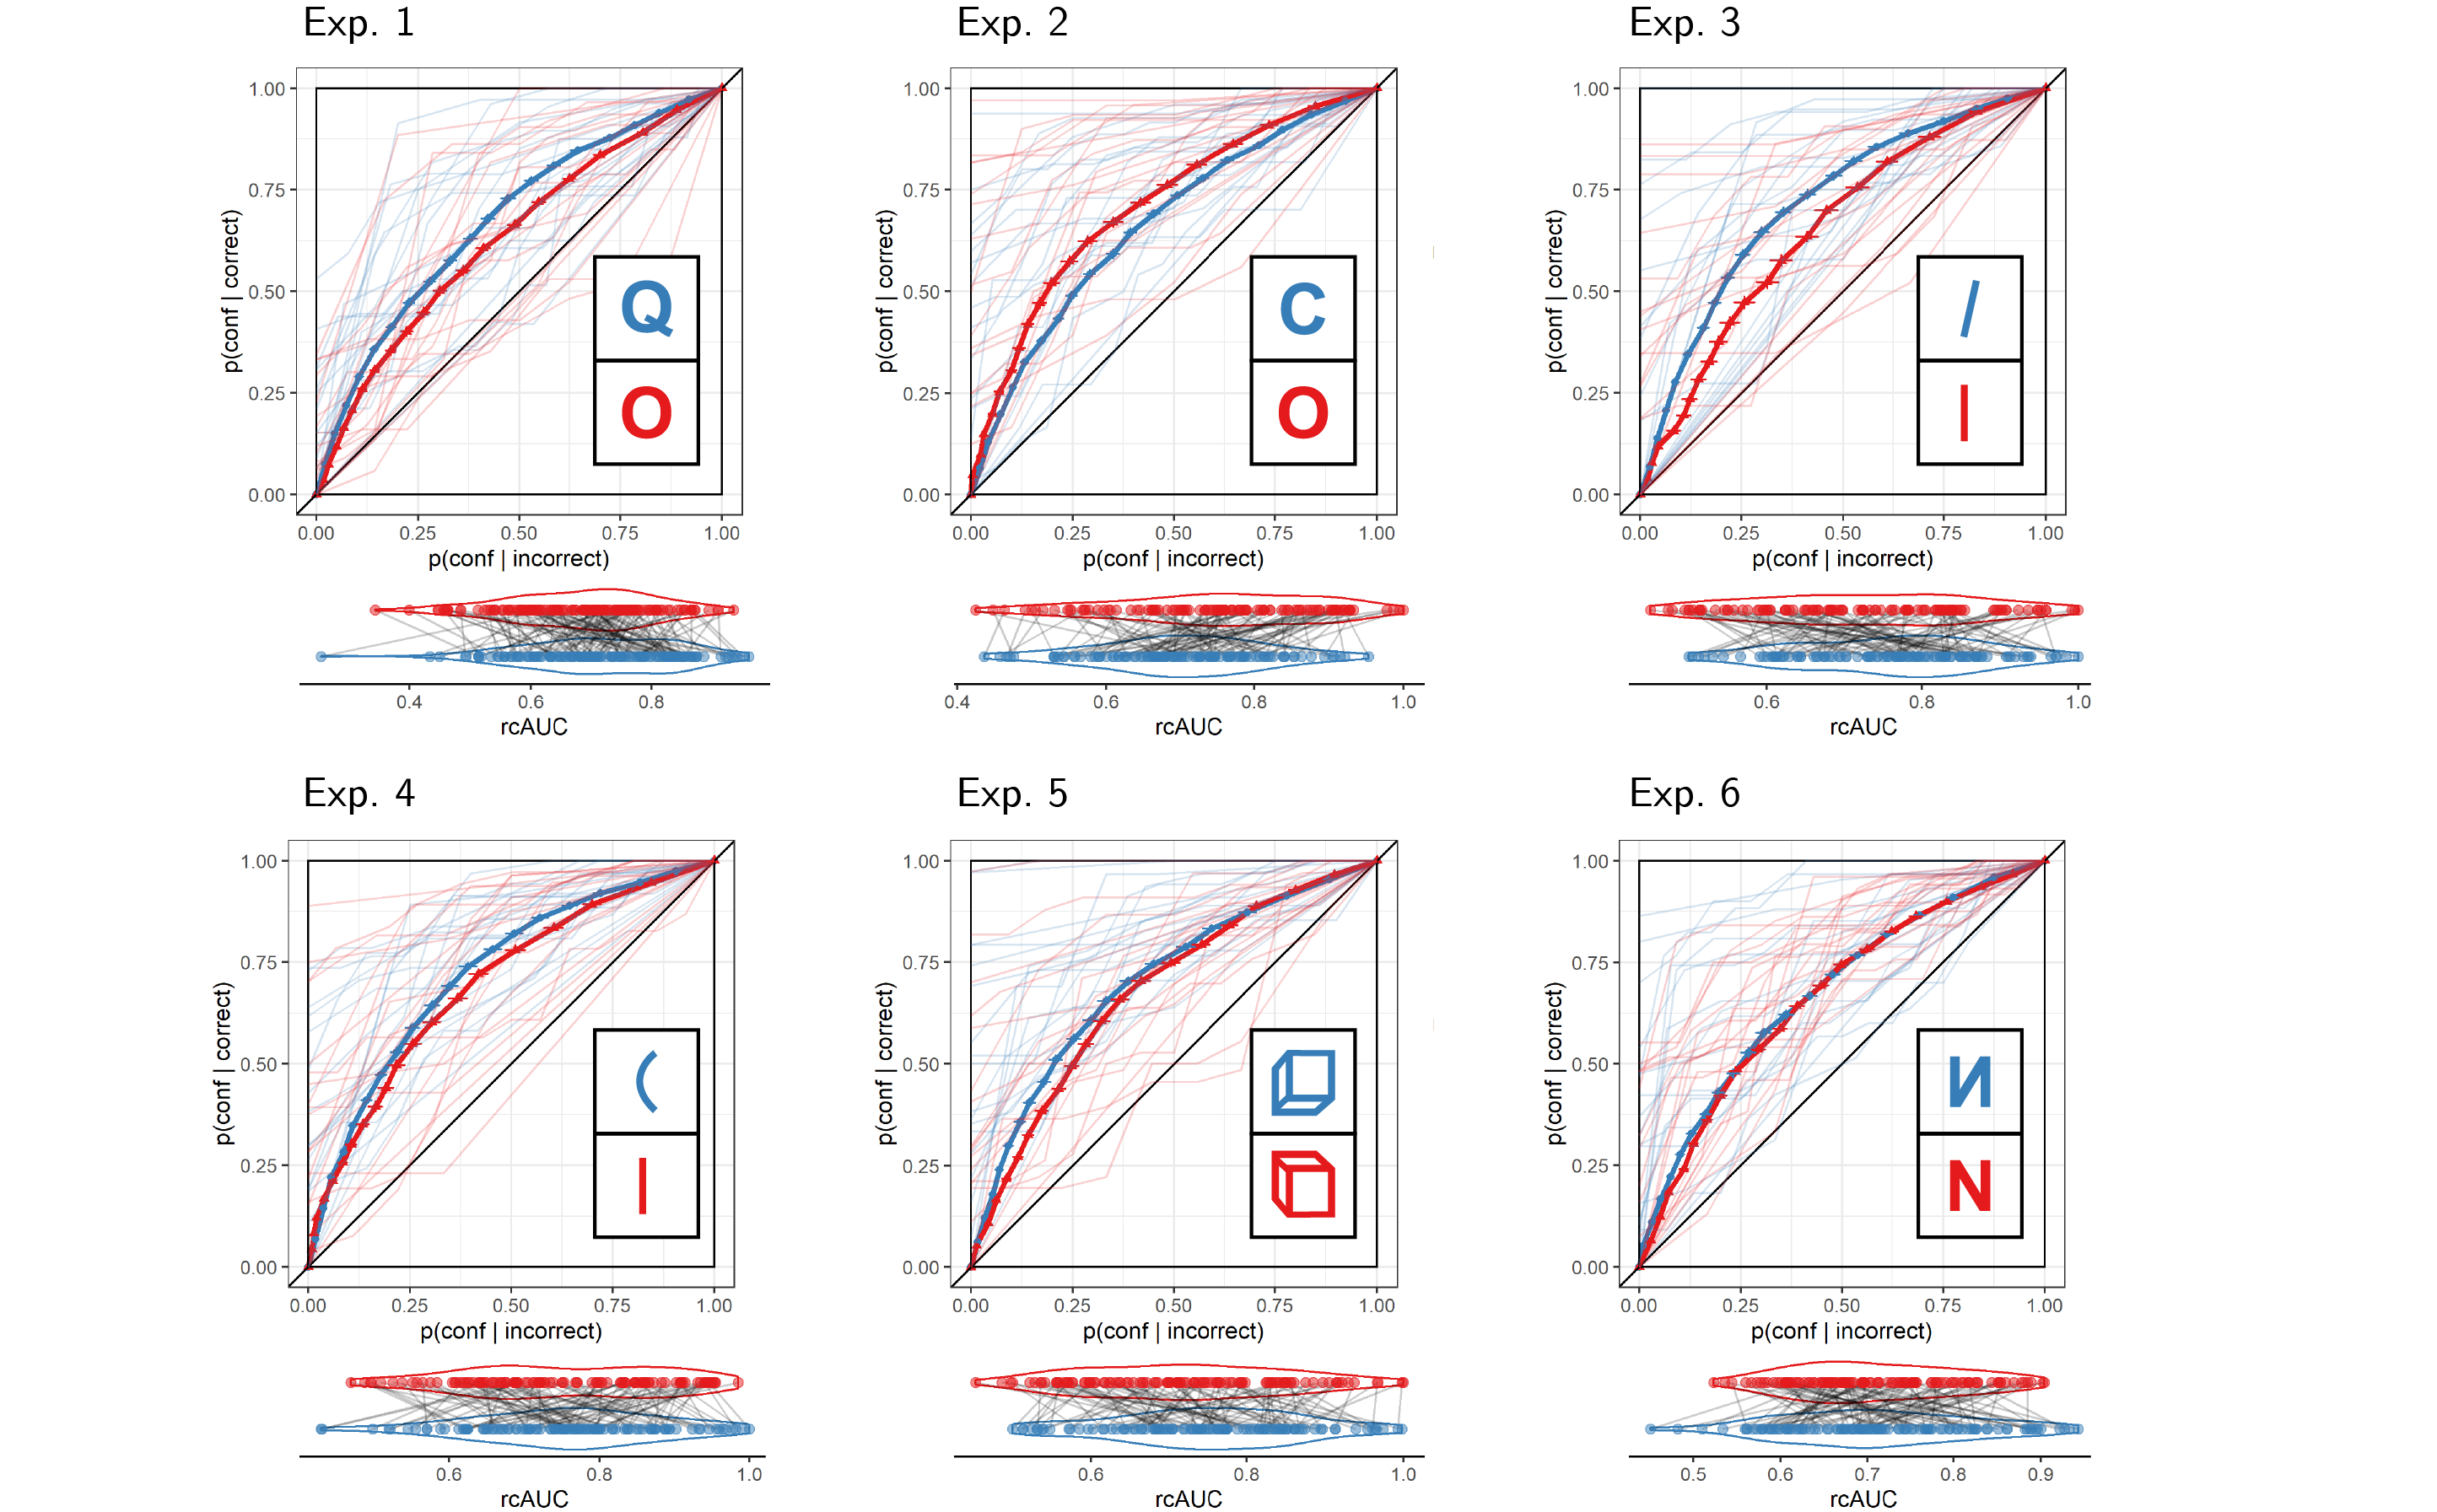 Exp. 1
1.00
0.75
0.50
0.25
0.00
p(conf | correct)
Q
O
0.00 0.25 0.50 0.75 1.00
p(conf | incorrect)
0.4 0.6 0.8
rcAUC
Exp. 2
1.00
0.75
0.50
0.25
0.00
p(conf | correct)
C
O
0.00 0.25 0.50 0.75 1.00
p(conf | incorrect)
0.4 0.6 0.8 1.0
rcAUC
Exp. 3
1.00
0.75
0.50
0.25
0.00
p(conf | correct)
0.00 0.25 0.50 0.75 1.00
p(conf | incorrect)
0.6 0.8 1.0
rcAUC
Exp. 4
1.00
0.75
0.50
0.25
0.00
p(conf | correct)
0.00 0.25 0.50 0.75 1.00
p(conf | incorrect)
0.6 0.8 1.0
rcAUC
Exp. 5
1.00
0.75
0.50
0.25
0.00
p(conf | correct)
0.00 0.25 0.50 0.75 1.00
p(conf | incorrect)
0.6 0.8 1.0
rcAUC
Exp. 6
1.00
0.75
0.50
0.25
0.00
p(conf | correct)
И
N
0.00 0.25 0.50 0.75 1.00
p(conf | incorrect)
0.5 0.6 0.7 0.8 0.9
rcAUC